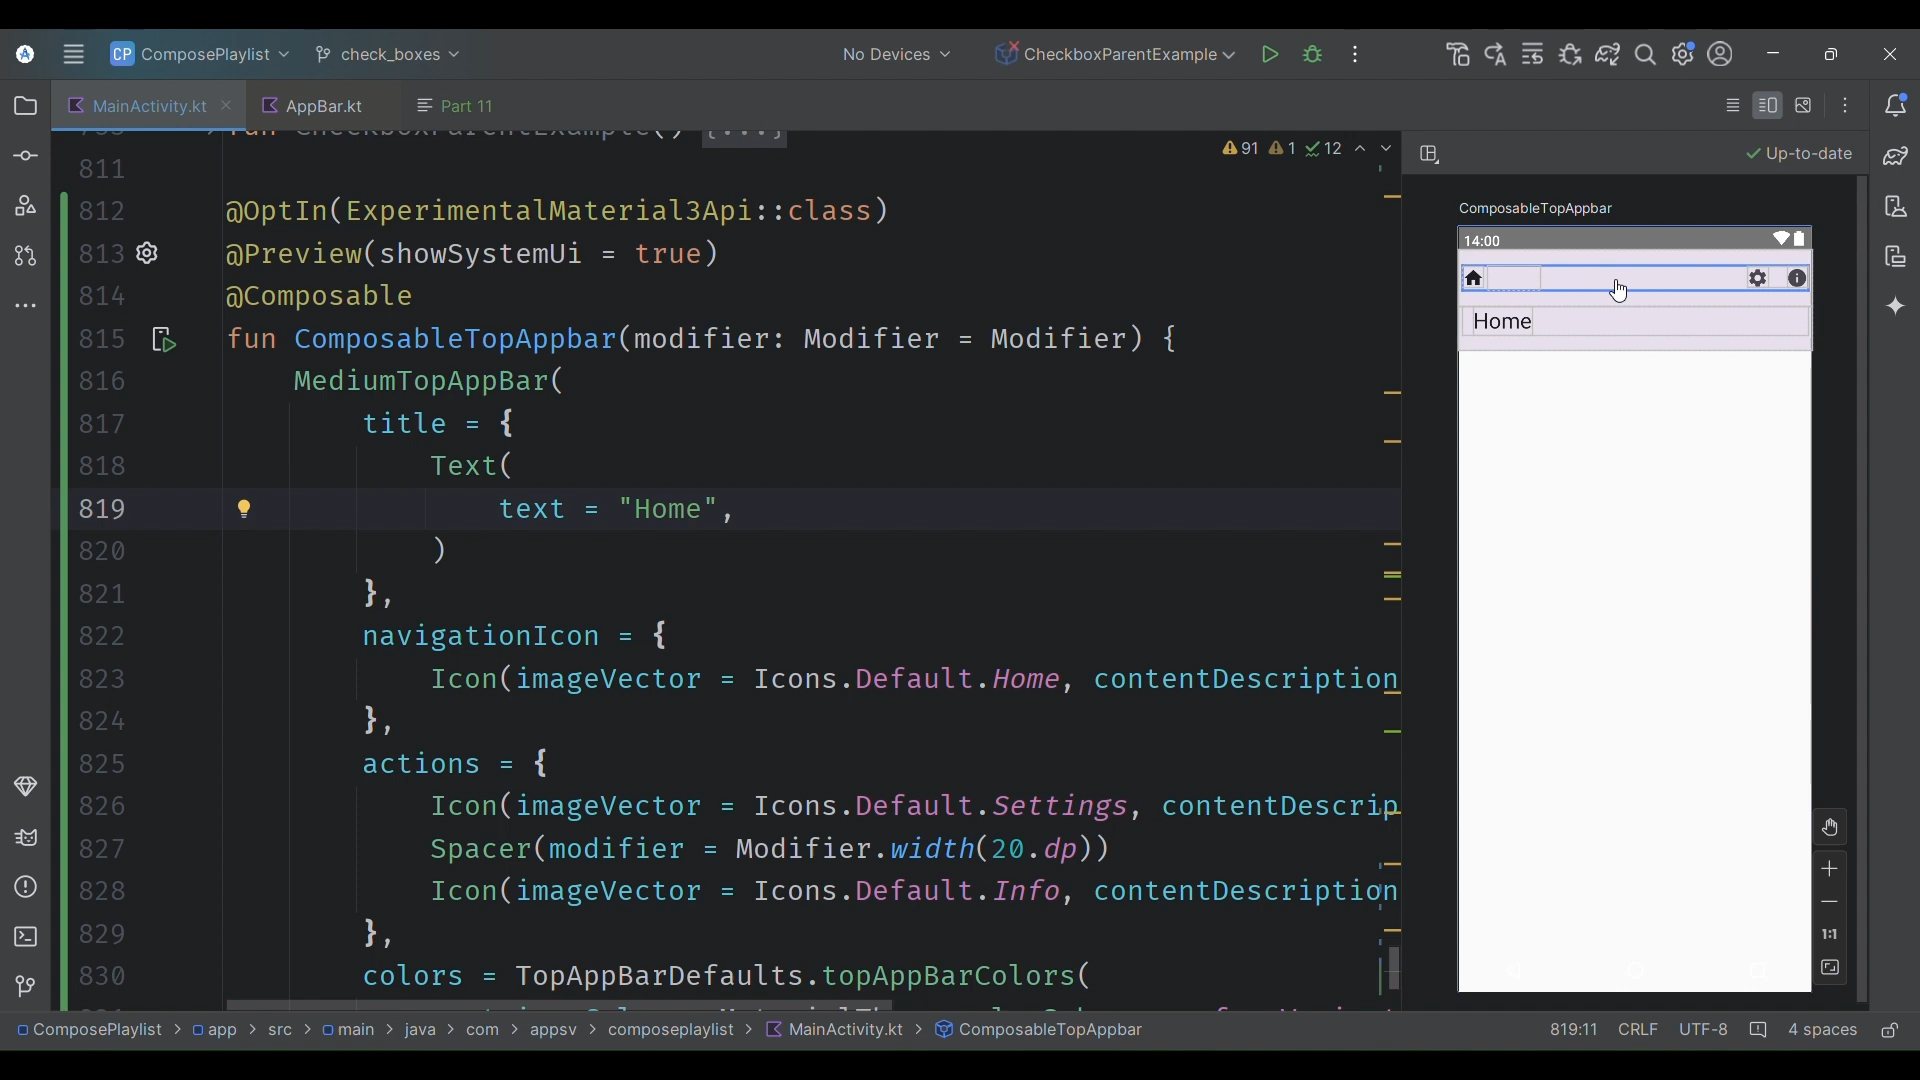 CP ComposePlaylist check_boxes No Devices CheckboxParentExample
MainActivity.kt AppBar.kt Part 11
91 1 12
Up-to-date
811
812 @OptIn(ExperimentalMaterial3Api::class)
813 @Preview(showSystemUi = true)
814 @Composable
815 fun ComposableTopAppbar(modifier: Modifier = Modifier) {
816 MediumTopAppBar(
817 title = {
818 Text(
819 text = "Home",
820 )
821 },
822 navigationIcon = {
823 Icon(imageVector = Icons.Default.Home, contentDescription
824 },
825 actions = {
826 Icon(imageVector = Icons.Default.Settings, contentDescrip
827 Spacer(modifier = Modifier.width(20.dp))
828 Icon(imageVector = Icons.Default.Info, contentDescription
829 },
830 colors = TopAppBarDefaults.topAppBarColors(
ComposableTopAppbar
14:00
Home
1:1
ComposePlaylist > app > src > main > java > com > appsv > composeplaylist > MainActivity.kt > ComposableTopAppbar 819:11 CRLF UTF-8 4 spaces